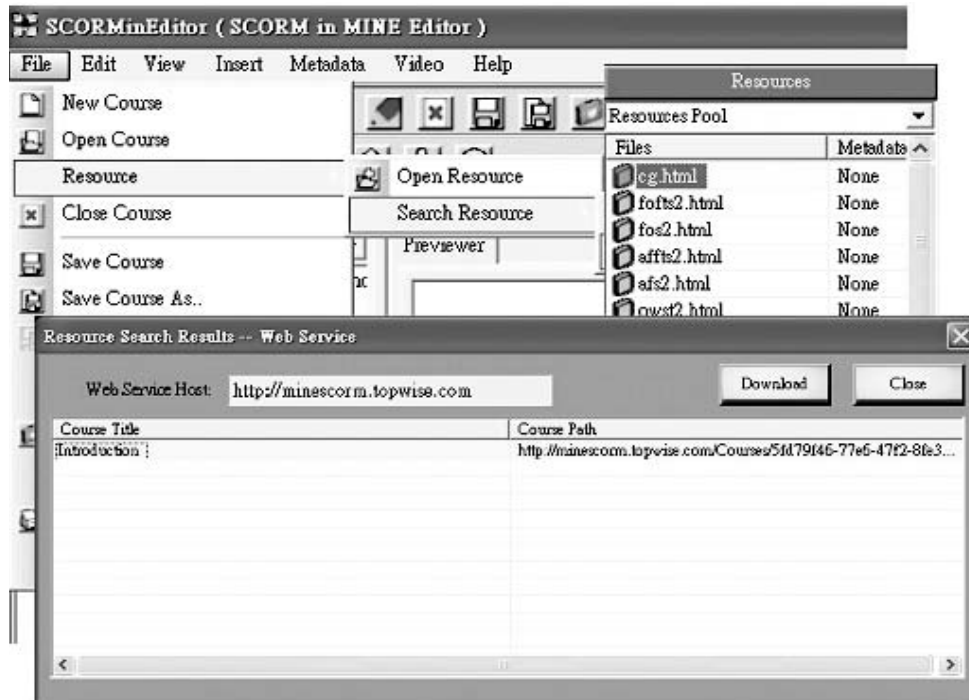 SCORMinEditor ( SCORM in MINE Editor )
File Edit View Insert Metadata Video Help
New Course
Open Course
Resource
Close Course
Save Course
Save Course As..
Open Resource
Search Resource
Previewer
Resources
Resources Pool
Files Metadata
cg.html None
fofts2.html None
fos2.html None
affts2.html None
afs2.html None
owst2.html None
Resource Search Results -- Web Service
Web Service Host: http://minescorm.topwise.com Download Close
Course Title Course Path
Introduction http://minescorm.topwise.com/Courses/5fd79f46-77e6-47f2-8fe3...